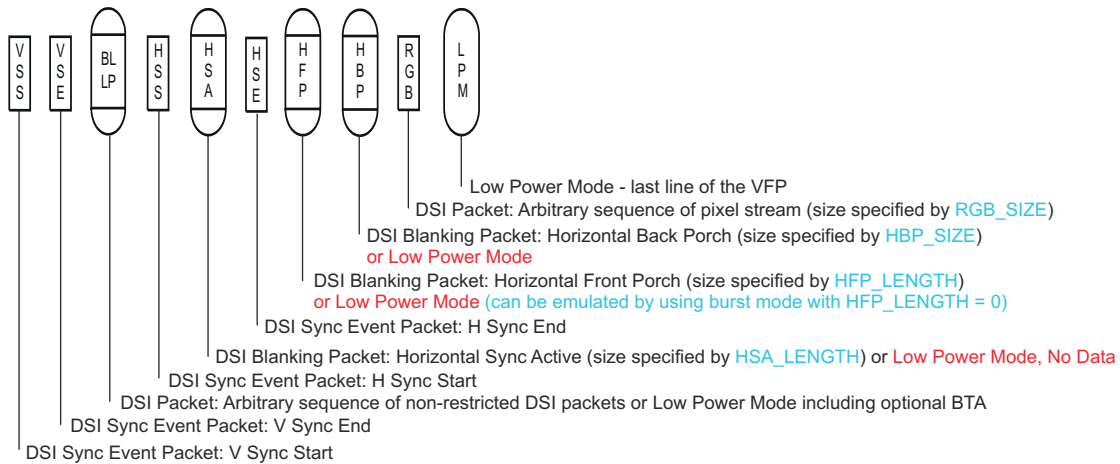 VSS
VSE
BL
LP
HSS
HSA
HSE
HFP
HBP
RGB
LPM
Low Power Mode - last line of the VFP
DSI Packet: Arbitrary sequence of pixel stream (size specified by RGB_SIZE)
DSI Blanking Packet: Horizontal Back Porch (size specified by HBP_SIZE)
or Low Power Mode
DSI Blanking Packet: Horizontal Front Porch (size specified by HFP_LENGTH)
or Low Power Mode (can be emulated by using burst mode with HFP_LENGTH = 0)
DSI Sync Event Packet: H Sync End
DSI Blanking Packet: Horizontal Sync Active (size specified by HSA_LENGTH) or Low Power Mode, No Data
DSI Sync Event Packet: H Sync Start
DSI Packet: Arbitrary sequence of non-restricted DSI packets or Low Power Mode including optional BTA
DSI Sync Event Packet: V Sync End
DSI Sync Event Packet: V Sync Start